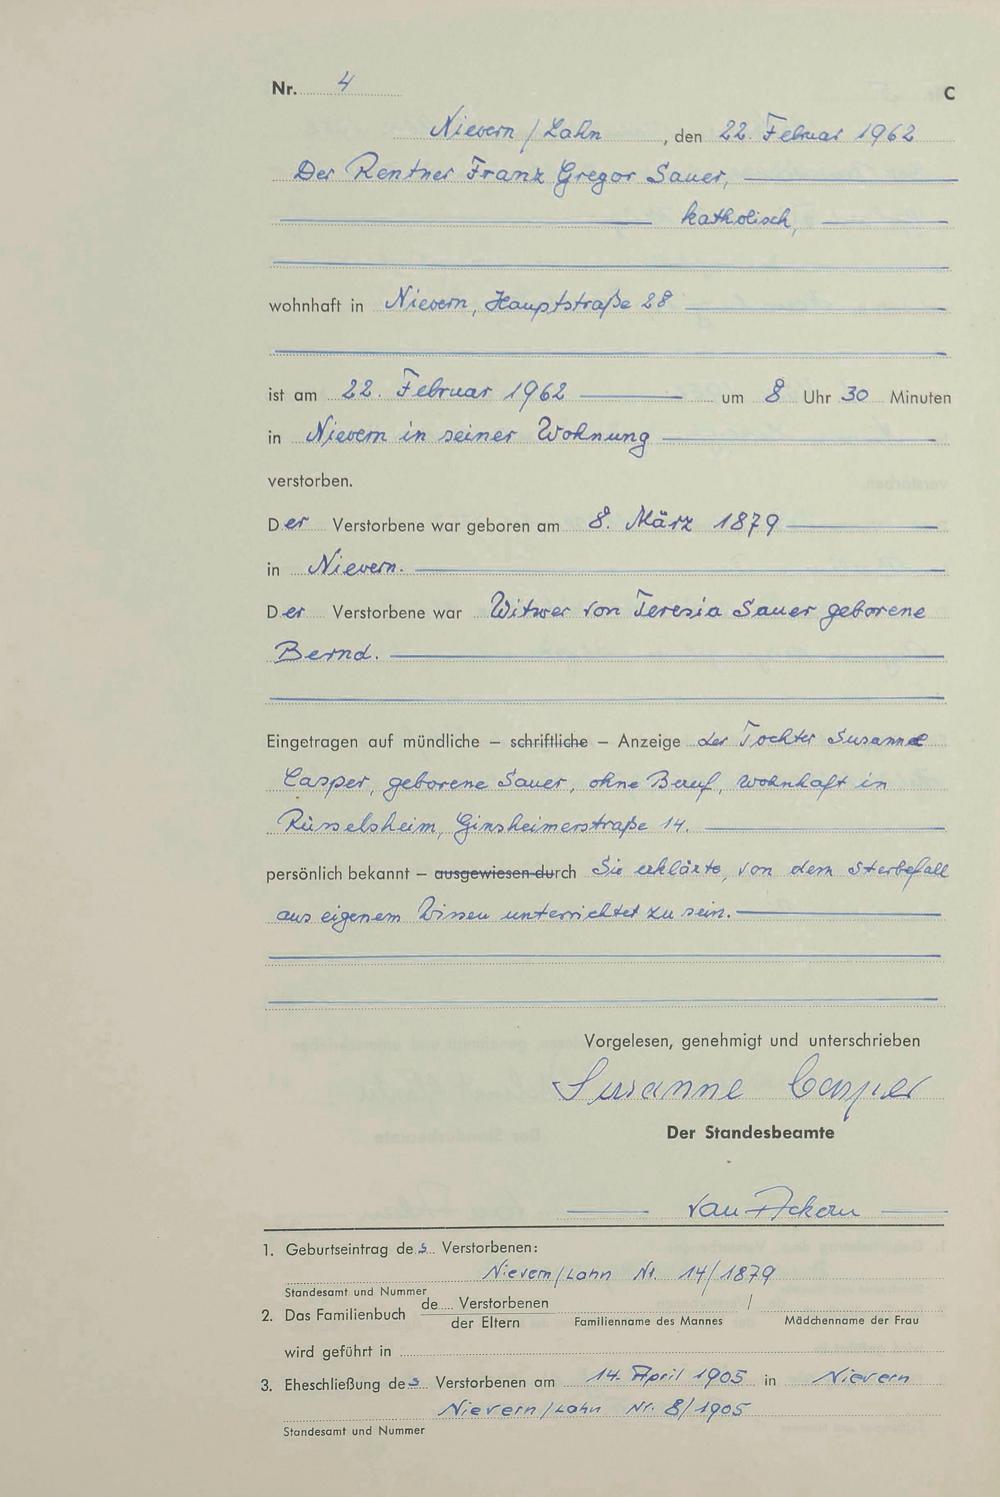 Nr. 4
C
Nievern / Lahn, den 22. Februar 1962
Der Rentner Franz Gregor Sauer,
katholisch,
wohnhaft in Nievern, Hauptstraße 28
ist am 22. Februar 1962 um 8 Uhr 30 Minuten
in Nievern in seiner Wohnung
verstorben.
Der Verstorbene war geboren am 8. März 1879
in Nievern.
Der Verstorbene war Witwer von Teresia Sauer geborene
Bernd.
Eingetragen auf mündliche – schriftliche – Anzeige der Tochter Susanne
Casper, geborene Sauer, ohne Beruf, wohnhaft in
Rüsselsheim, Ginsheimerstraße 14.
persönlich bekannt – ausgewiesen durch Sie erklärte, von dem Sterbefall
aus eigenem Wissen unterrichtet zu sein.
Vorgelesen, genehmigt und unterschrieben
Susanne Casper
Der Standesbeamte
van Ackern
1. Geburtseintrag des Verstorbenen:
Nievern/Lahn Nr. 14/1879
Standesamt und Nummer
2. Das Familienbuch de Verstorbenen /
der Eltern Familienname des Mannes Mädchenname der Frau
wird geführt in
3. Eheschließung des Verstorbenen am 14. April 1905 in Nievern
Nievern/Lahn Nr. 8/1905
Standesamt und Nummer